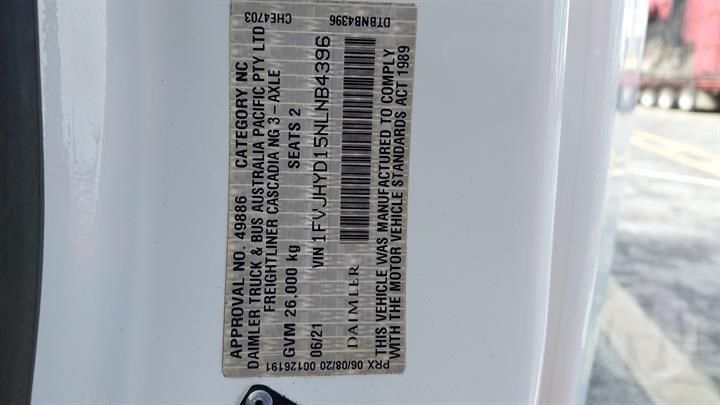 APPROVAL NO. 49886 CATEGORY NC CHE4703
DAIMLER TRUCK & BUS AUSTRALIA PACIFIC PTY LTD
FREIGHTLINER CASCADIA NG 3-AXLE
GVM 26,000 kg SEATS 2
06/21 VIN 1FVJHYD15NLNB4396
DAIMLER
THIS VEHICLE WAS MANUFACTURED TO COMPLY
WITH THE MOTOR VEHICLE STANDARDS ACT 1989
PRX 06/08/20 00126191 DTBNB4396